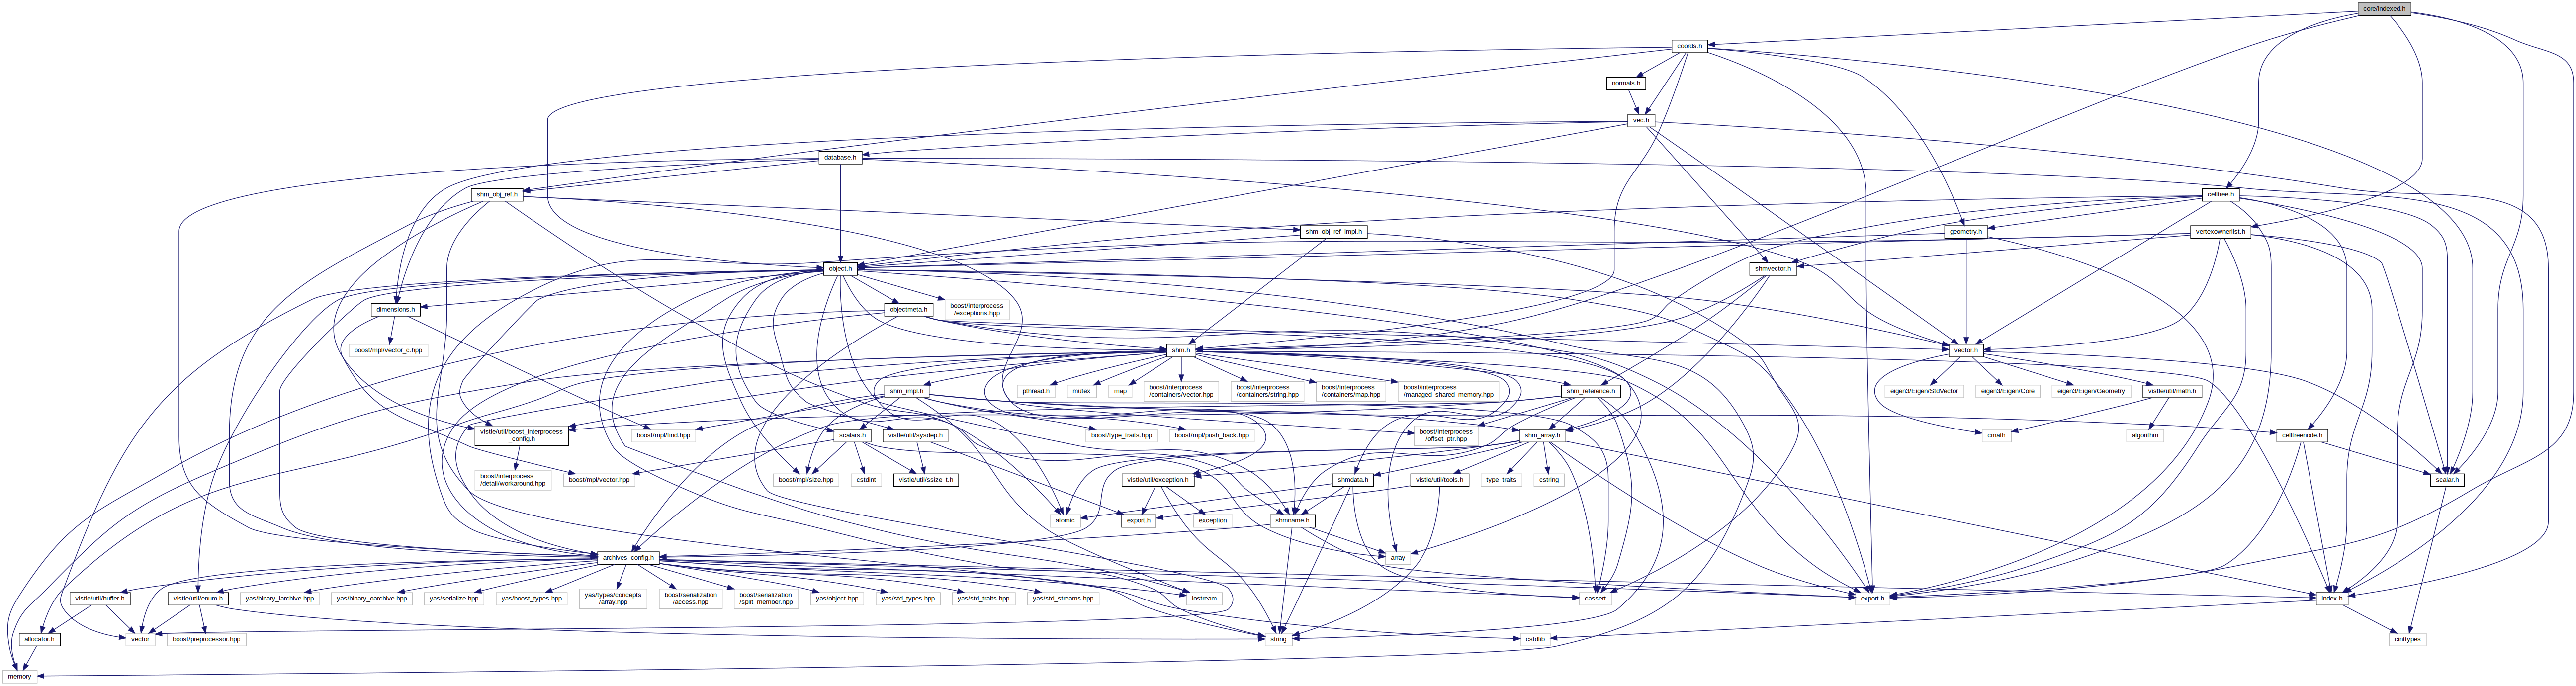 core/indexed.h
coords.h
normals.h
vec.h
database.h
shm_obj_ref.h
celltree.h
shm_obj_ref_impl.h
geometry.h
vertexownerlist.h
object.h
shmvector.h
dimensions.h
objectmeta.h
boost/interprocess
/exceptions.hpp
boost/mpl/vector_c.hpp
shm.h
vector.h
shm_impl.h
pthread.h
mutex
map
boost/interprocess
/containers/vector.hpp
boost/interprocess
/containers/string.hpp
boost/interprocess
/containers/map.hpp
boost/interprocess
/managed_shared_memory.hpp
shm_reference.h
eigen3/Eigen/StdVector
eigen3/Eigen/Core
eigen3/Eigen/Geometry
vistle/util/math.h
vistle/util/boost_interprocess
_config.h
boost/mpl/find.hpp
scalars.h
vistle/util/sysdep.h
boost/type_traits.hpp
boost/mpl/push_back.hpp
boost/interprocess
/offset_ptr.hpp
shm_array.h
cmath
algorithm
celltreenode.h
boost/interprocess
/detail/workaround.hpp
boost/mpl/vector.hpp
boost/mpl/size.hpp
cstdint
vistle/util/ssize_t.h
vistle/util/exception.h
shmdata.h
vistle/util/tools.h
type_traits
cstring
scalar.h
atomic
export.h
exception
shmname.h
archives_config.h
array
vistle/util/buffer.h
vistle/util/enum.h
yas/binary_iarchive.hpp
yas/binary_oarchive.hpp
yas/serialize.hpp
yas/boost_types.hpp
yas/types/concepts
/array.hpp
boost/serialization
/access.hpp
boost/serialization
/split_member.hpp
yas/object.hpp
yas/std_types.hpp
yas/std_traits.hpp
yas/std_streams.hpp
iostream
cassert
export.h
index.h
allocator.h
vector
boost/preprocessor.hpp
string
cstdlib
cinttypes
memory